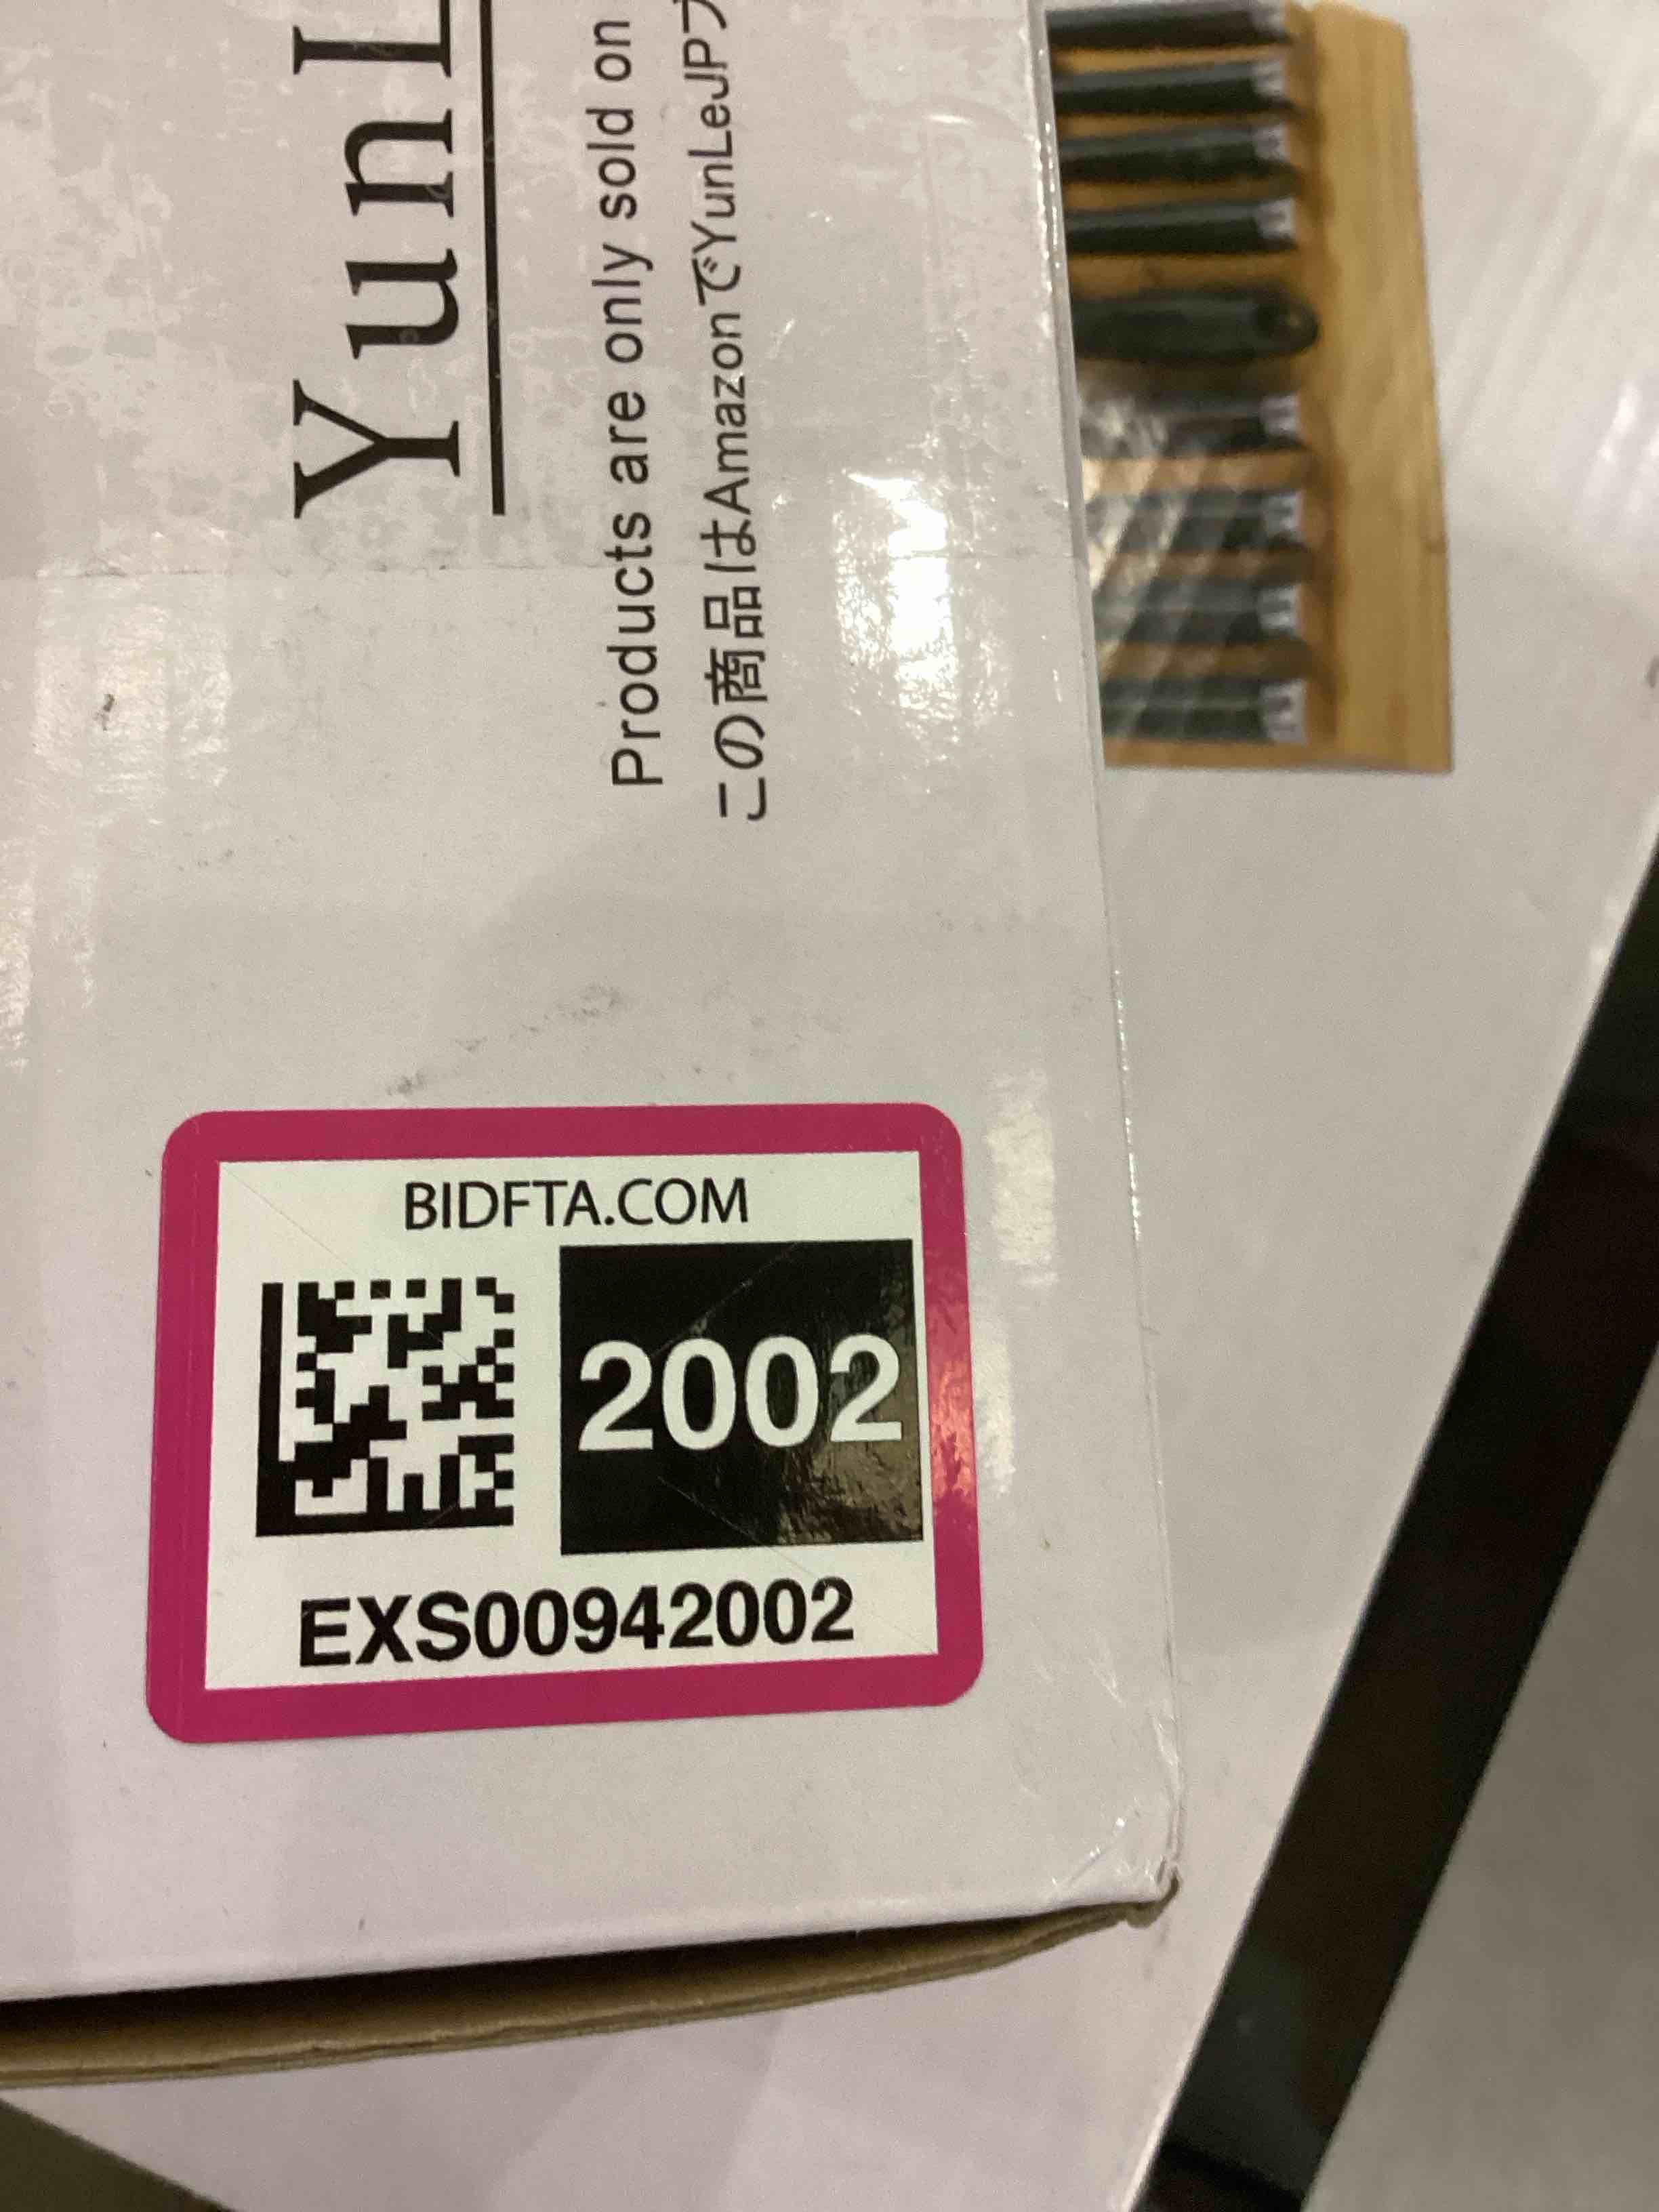 YunL
Products are only sold on
この商品はAmazonでYunLeJPブ
BIDFTA.COM
2002
EXS00942002